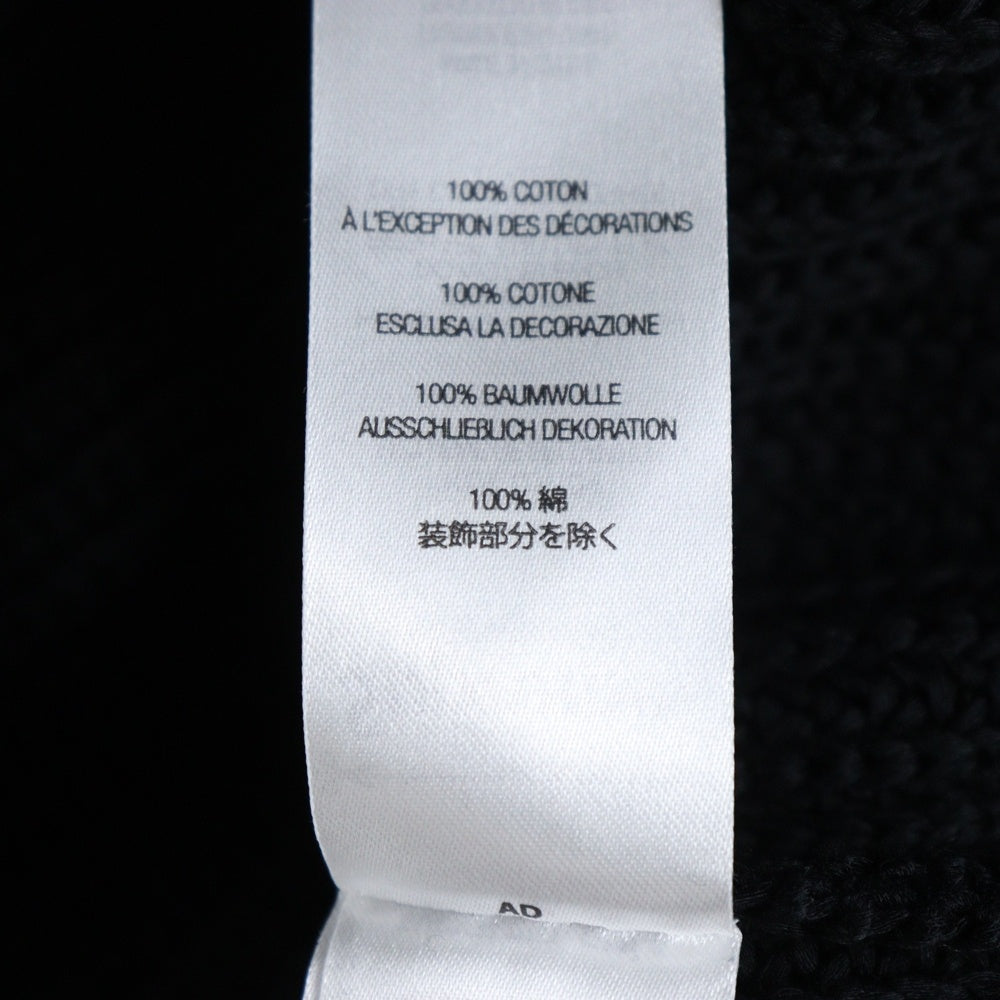 100% COTON
À L'EXCEPTION DES DÉCORATIONS
100% COTONE
ESCLUSA LA DECORAZIONE
100% BAUMWOLLE
AUSSCHLIEßLICH DEKORATION
100% 綿
装飾部分を除く
AD